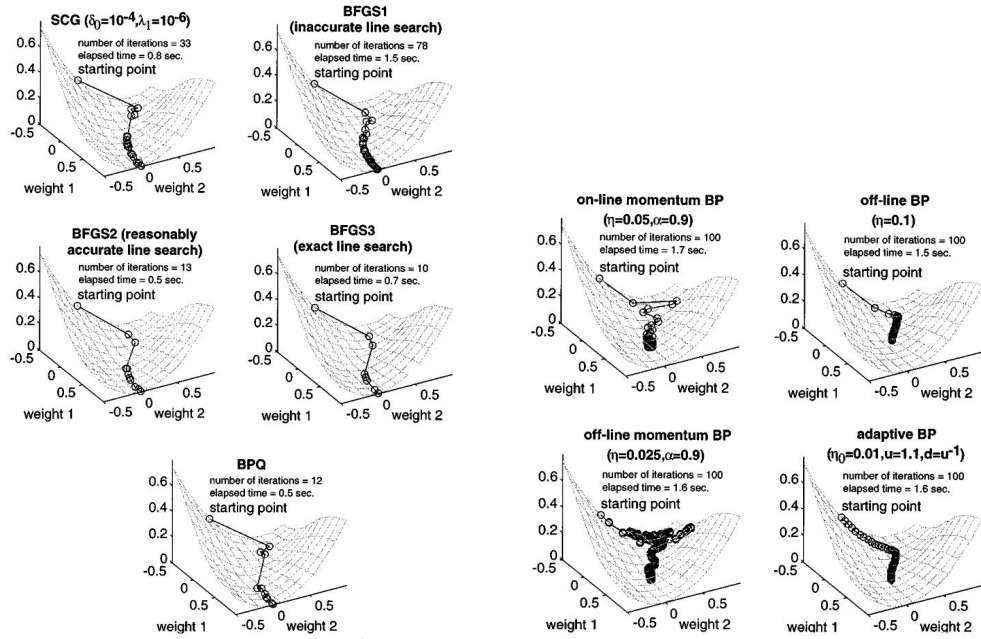 SCG (δ0=10-4,λ1=10-6)
number of iterations = 33
elapsed time = 0.8 sec.
starting point
0.6
0.4
0.2
0
-0.5
0
0.5
weight 1
-0.5
0
0.5
weight 2
BFGS1
(inaccurate line search)
number of iterations = 78
elapsed time = 1.5 sec.
starting point
0.6
0.4
0.2
0
-0.5
0
0.5
weight 1
-0.5
0
0.5
weight 2
BFGS2 (reasonably
accurate line search)
number of iterations = 13
elapsed time = 0.5 sec.
starting point
0.6
0.4
0.2
0
-0.5
0
0.5
weight 1
-0.5
0
0.5
weight 2
BFGS3
(exact line search)
number of iterations = 10
elapsed time = 0.7 sec.
starting point
0.6
0.4
0.2
0
-0.5
0
0.5
weight 1
-0.5
0
0.5
weight 2
BPQ
number of iterations = 12
elapsed time = 0.5 sec.
starting point
0.6
0.4
0.2
0
-0.5
0
0.5
weight 1
-0.5
0
0.5
weight 2
on-line momentum BP
(η=0.05,α=0.9)
number of iterations = 100
elapsed time = 1.7 sec.
starting point
0.6
0.4
0.2
0
-0.5
0
0.5
weight 1
-0.5
0
0.5
weight 2
off-line BP
(η=0.1)
number of iterations = 100
elapsed time = 1.5 sec.
starting point
0.6
0.4
0.2
0
-0.5
0
0.5
weight 1
-0.5
0
0.5
weight 2
off-line momentum BP
(η=0.025,α=0.9)
number of iterations = 100
elapsed time = 1.6 sec.
starting point
0.6
0.4
0.2
0
-0.5
0
0.5
weight 1
-0.5
0
0.5
weight 2
adaptive BP
(η0=0.01,u=1.1,d=u-1)
number of iterations = 100
elapsed time = 1.6 sec.
starting point
0.6
0.4
0.2
0
-0.5
0
0.5
weight 1
-0.5
0
0.5
weight 2